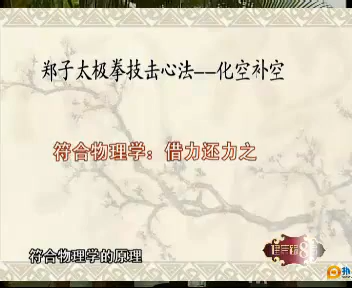 郑子太极拳技击心法--化空补空
符合物理学：借力还力之
符合物理学的原理